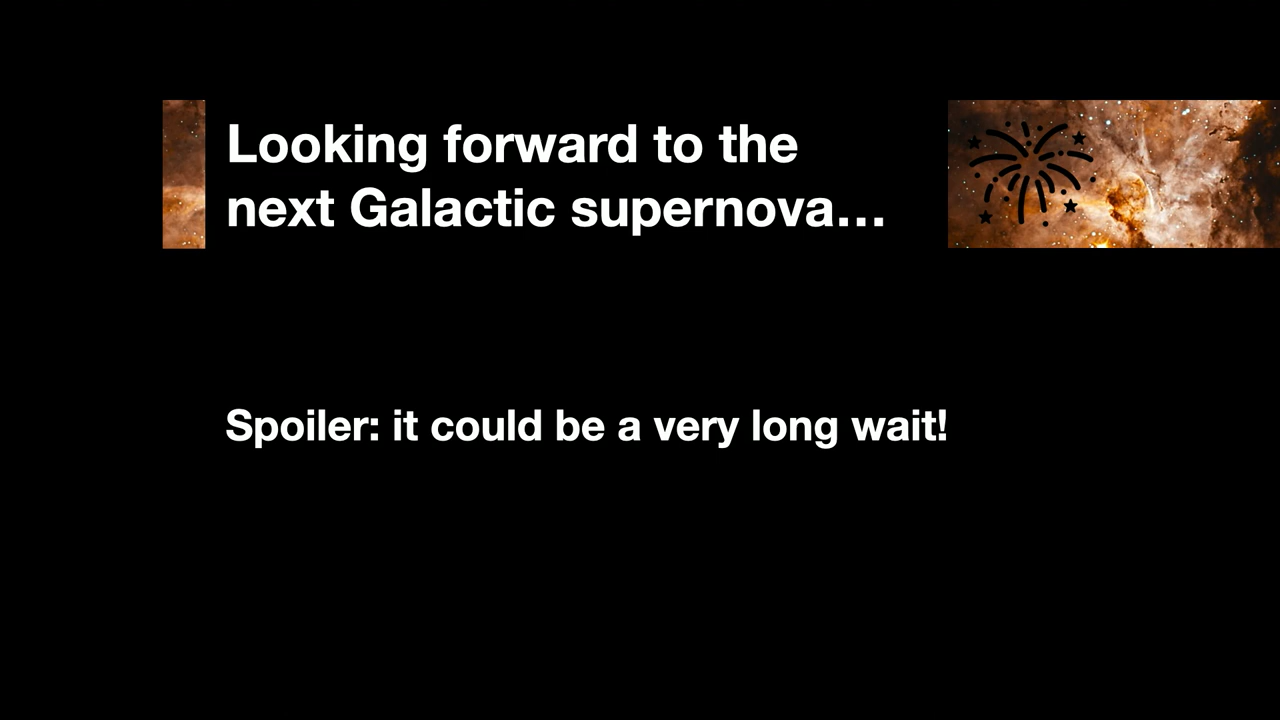 Looking forward to the
next Galactic supernova…
Spoiler: it could be a very long wait!